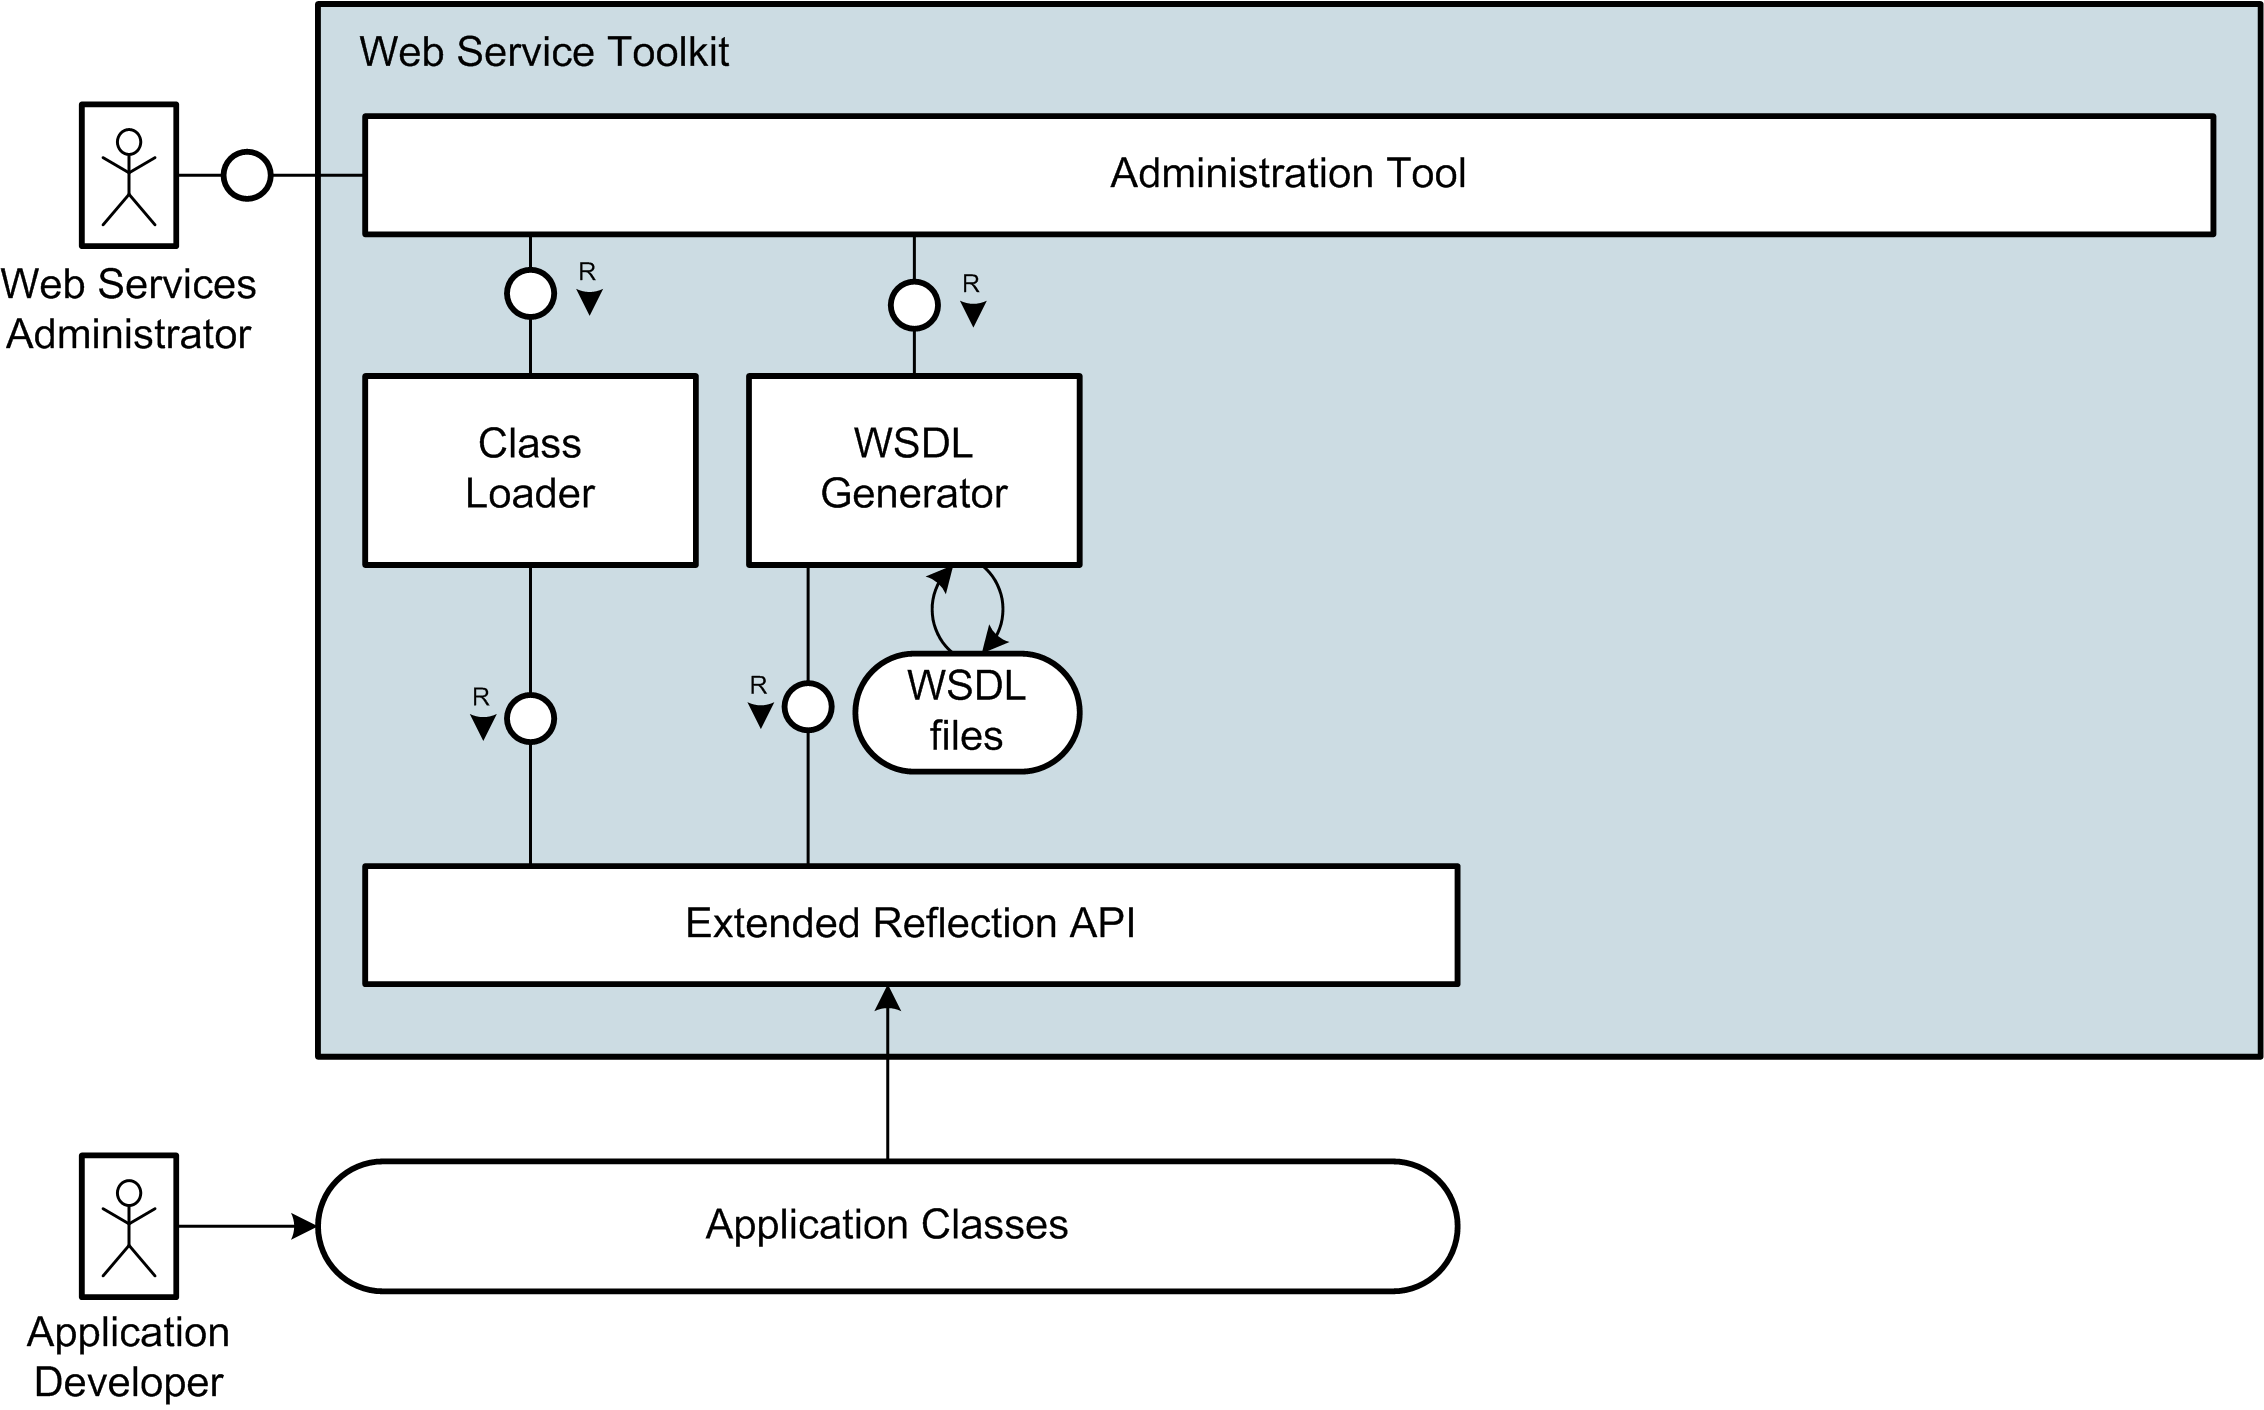 Web Service Toolkit
Administration Tool
Web Services
Administrator
R
R
Class
Loader
WSDL
Generator
R
R
WSDL
files
Extended Reflection API
Application Classes
Application
Developer